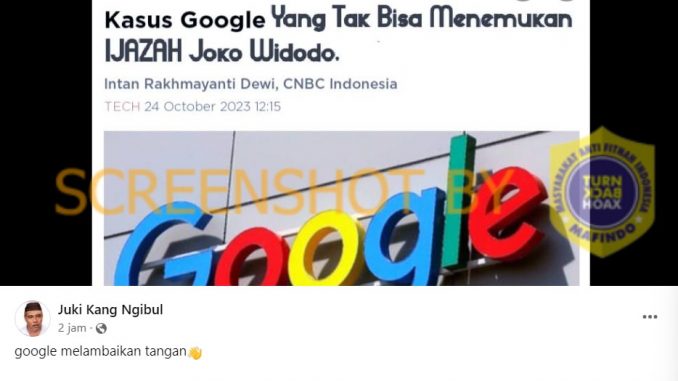 Kasus Google Yang Tak Bisa Menemukan
IJAZAH Joko Widodo.
Intan Rakhmayanti Dewi, CNBC Indonesia
TECH 24 October 2023 12:15
SCREENSHOT BY
MASYARAKAT ANTI FITNAH INDONESIA
TURN
BACK
HOAX
MAFINDO
Google
Juki Kang Ngibul
2 jam ·
google melambaikan tangan👋